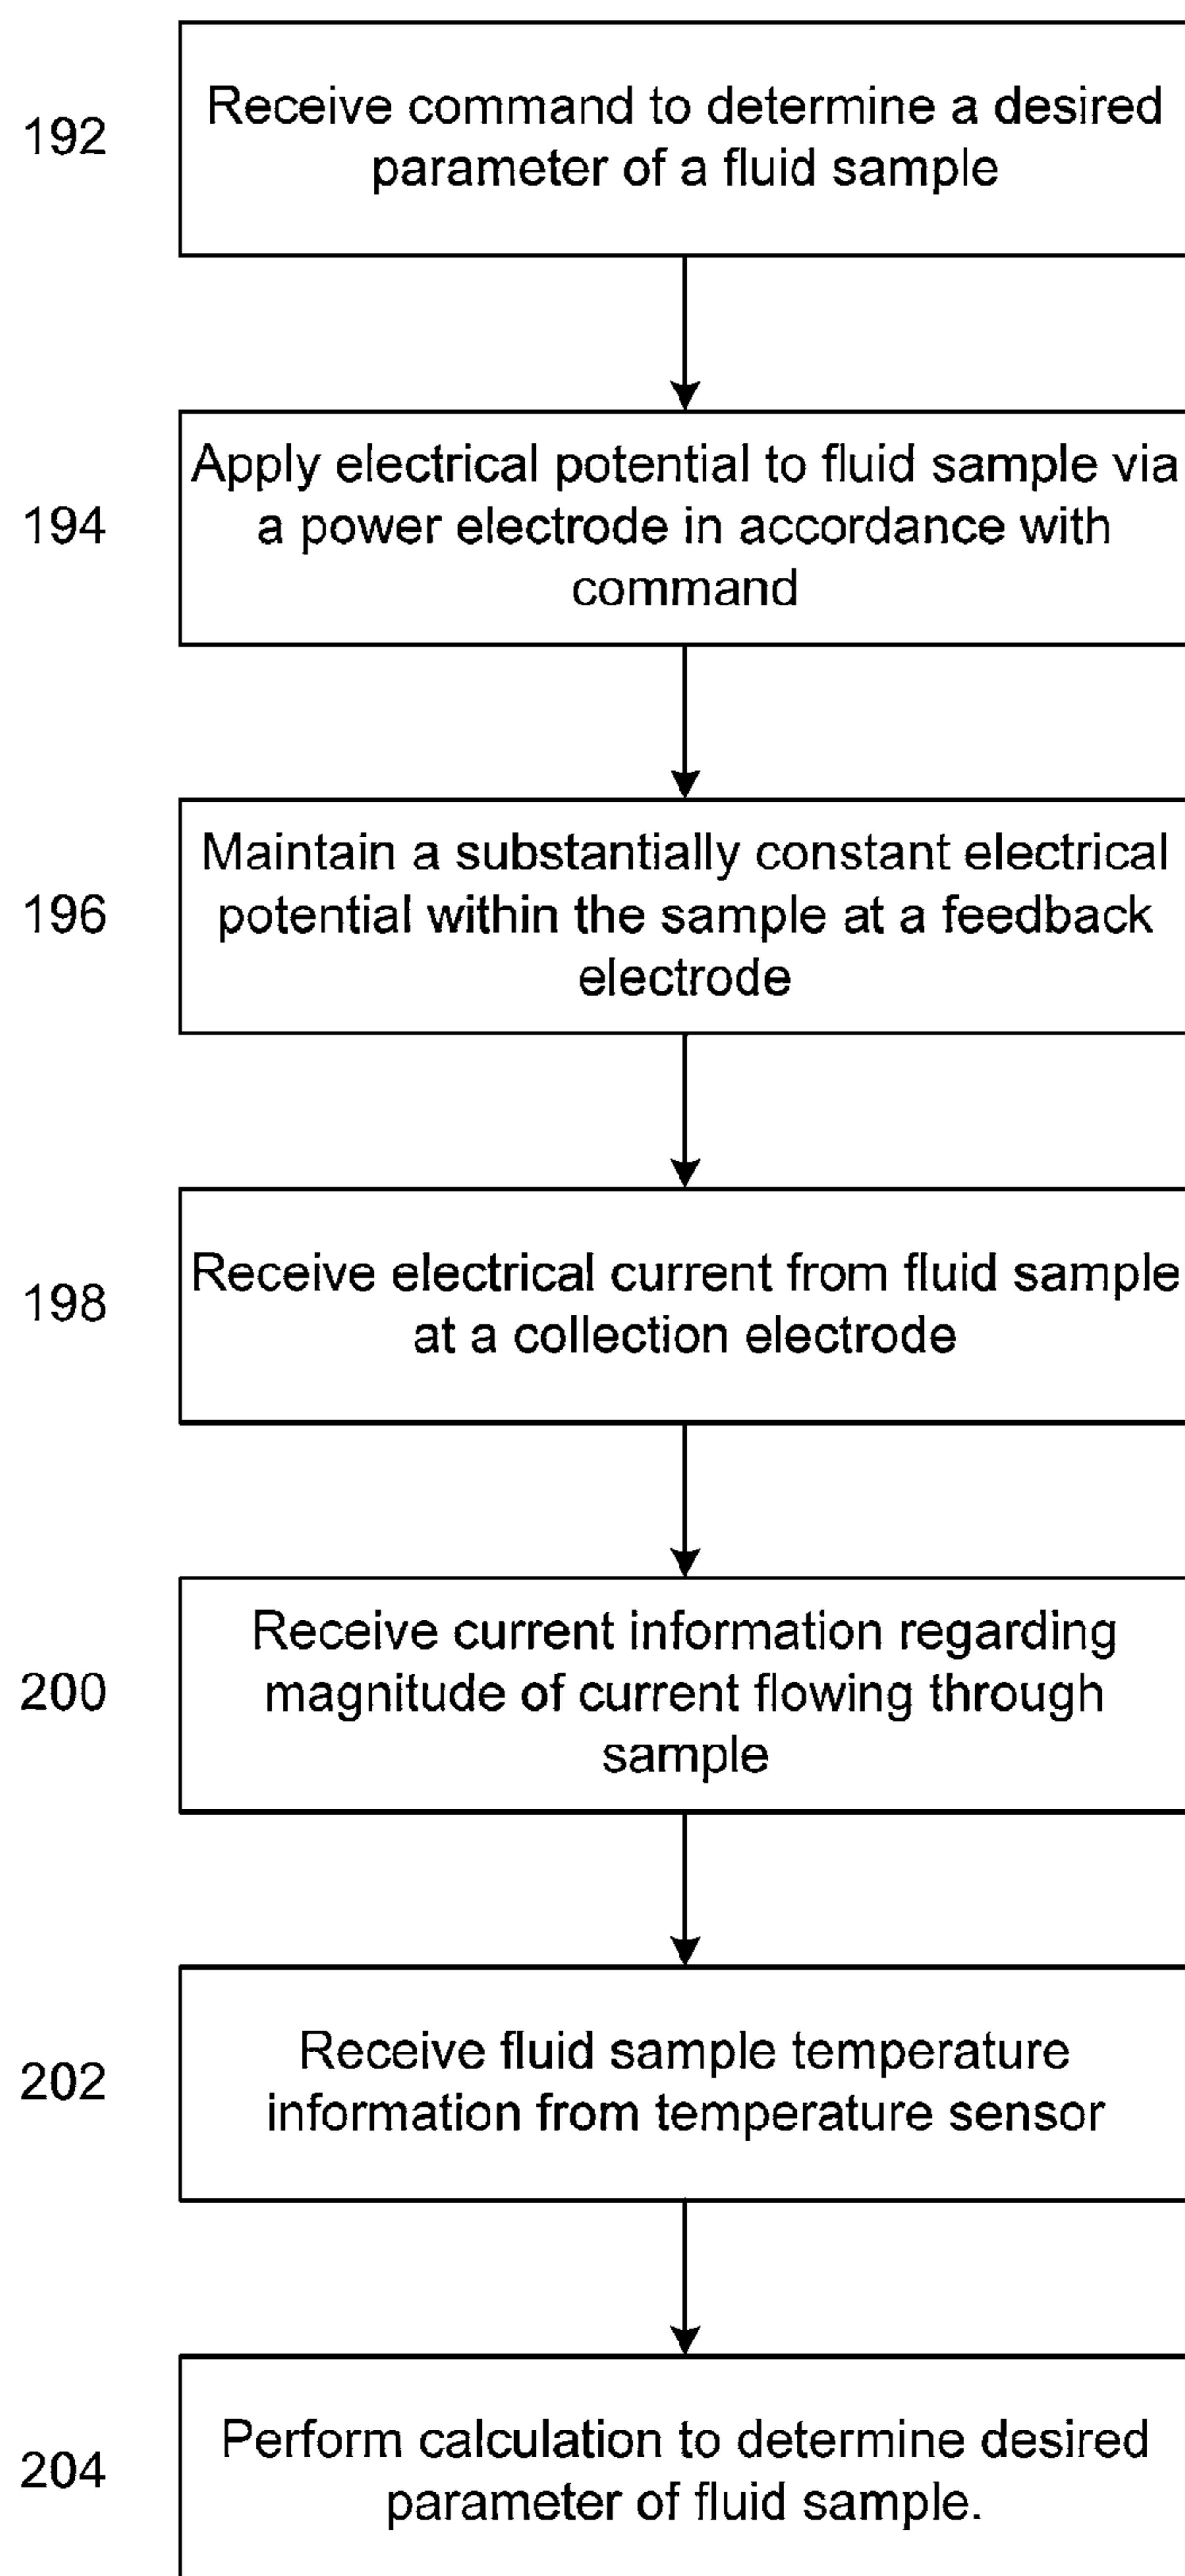 192
Receive command to determine a desired
parameter of a fluid sample
194
Apply electrical potential to fluid sample via
a power electrode in accordance with
command
196
Maintain a substantially constant electrical
potential within the sample at a feedback
electrode
198
Receive electrical current from fluid sample
at a collection electrode
200
Receive current information regarding
magnitude of current flowing through
sample
202
Receive fluid sample temperature
information from temperature sensor
204
Perform calculation to determine desired
parameter of fluid sample.